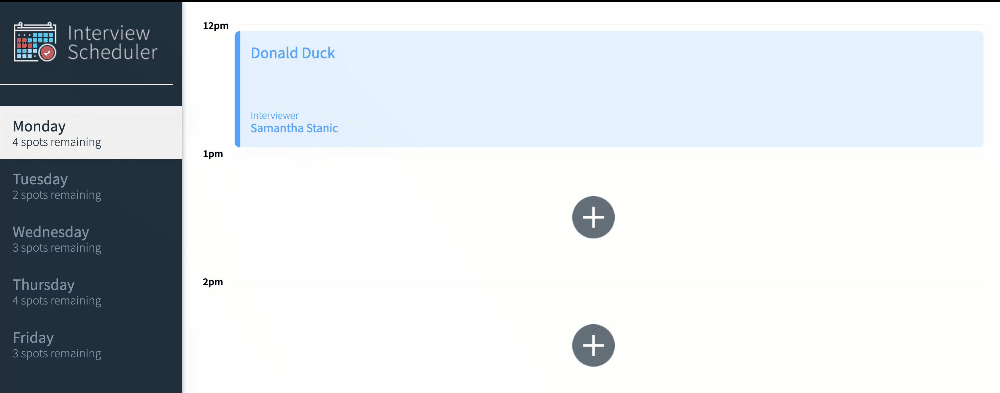 Interview
Scheduler
Monday
4 spots remaining
Tuesday
2 spots remaining
Wednesday
3 spots remaining
Thursday
4 spots remaining
Friday
3 spots remaining
12pm
Donald Duck
Interviewer
Samantha Stanic
1pm
2pm